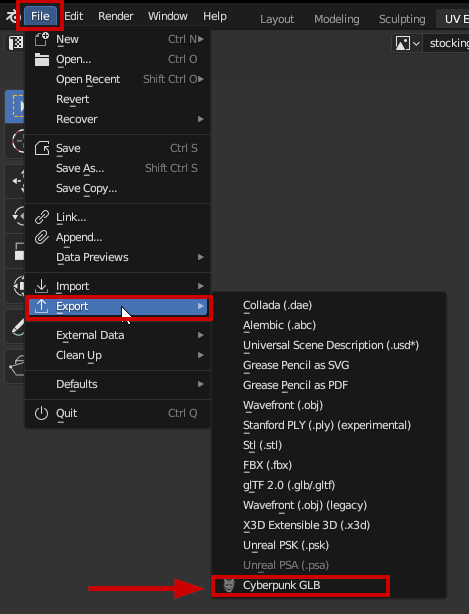 File Edit Render Window Help Layout Modeling Sculpting UV E
New Ctrl N
stocking
Open... Ctrl O
Open Recent Shift Ctrl O
Revert
Recover
Save Ctrl S
Save As... Shift Ctrl S
Save Copy...
Link...
Append...
Data Previews
Import
Export
External Data
Clean Up
Defaults
Quit Ctrl Q
Collada (.dae)
Alembic (.abc)
Universal Scene Description (.usd*)
Grease Pencil as SVG
Grease Pencil as PDF
Wavefront (.obj)
Stanford PLY (.ply) (experimental)
Stl (.stl)
FBX (.fbx)
glTF 2.0 (.glb/.gltf)
Wavefront (.obj) (legacy)
X3D Extensible 3D (.x3d)
Unreal PSK (.psk)
Unreal PSA (.psa)
Cyberpunk GLB